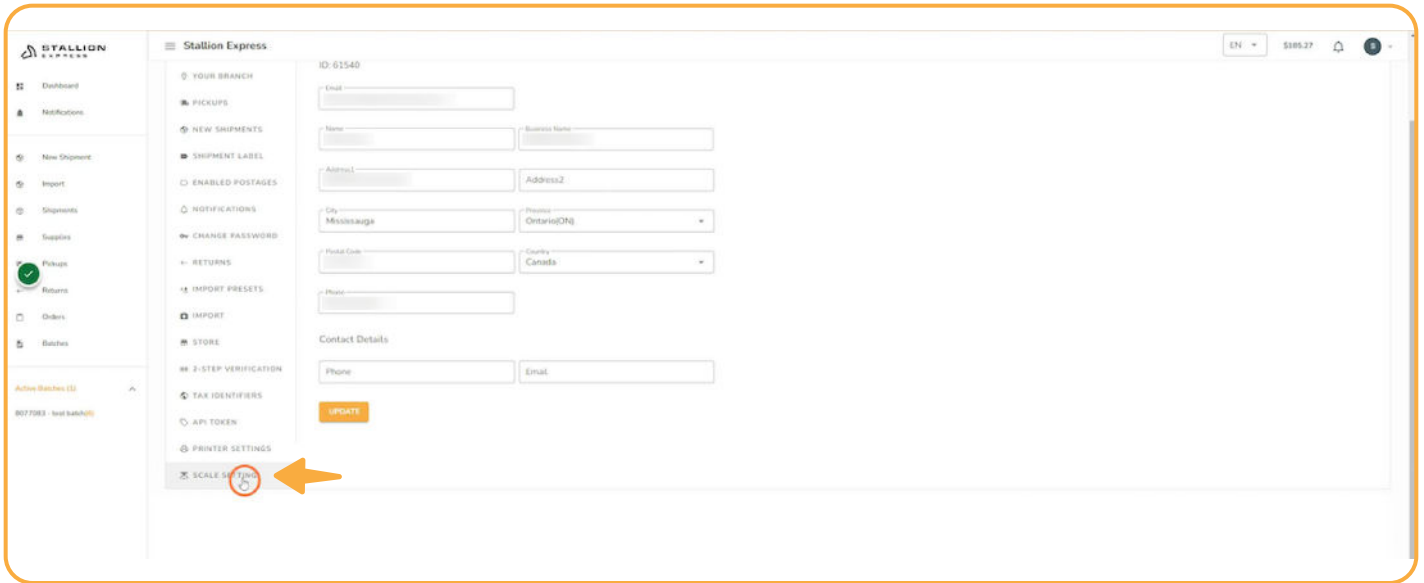 STALLION
EXPRESS
Dashboard
Notifications
New Shipment
Import
Shipments
Supplies
Pickups
Returns
Orders
Batches
Active Batches (1)
8077083 - test batch(6)
Stallion Express
EN
$185.27
S
YOUR BRANCH
PICKUPS
NEW SHIPMENTS
SHIPMENT LABEL
ENABLED POSTAGES
NOTIFICATIONS
CHANGE PASSWORD
RETURNS
IMPORT PRESETS
IMPORT
STORE
2-STEP VERIFICATION
TAX IDENTIFIERS
API TOKEN
PRINTER SETTINGS
SCALE SETTING
ID: 61540
Email
Name
Business Name
Address1
Address2
City
Mississauga
Province
Ontario(ON)
Postal Code
Country
Canada
Phone
Contact Details
Phone
Email
UPDATE